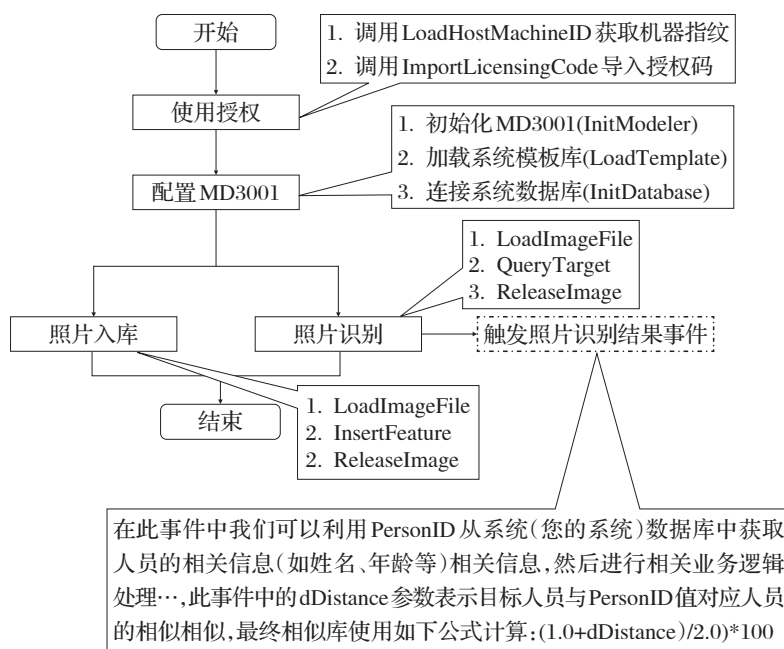 开始
1. 调用LoadHostMachineID获取机器指纹
2. 调用ImportLicensingCode导入授权码
使用授权
1. 初始化MD3001(InitModeler)
2. 加载系统模板库(LoadTemplate)
3. 连接系统数据库(InitDatabase)
配置MD3001
1. LoadImageFile
2. QueryTarget
3. ReleaseImage
照片入库
照片识别
触发照片识别结果事件
结束
1. LoadImageFile
2. InsertFeature
2. ReleaseImage
在此事件中我们可以利用PersonID从系统(您的系统)数据库中获取
人员的相关信息(如姓名、年龄等)相关信息,然后进行相关业务逻辑
处理…,此事件中的dDistance参数表示目标人员与PersonID值对应人员
的相似相似,最终相似库使用如下公式计算:(1.0+dDistance)/2.0)*100